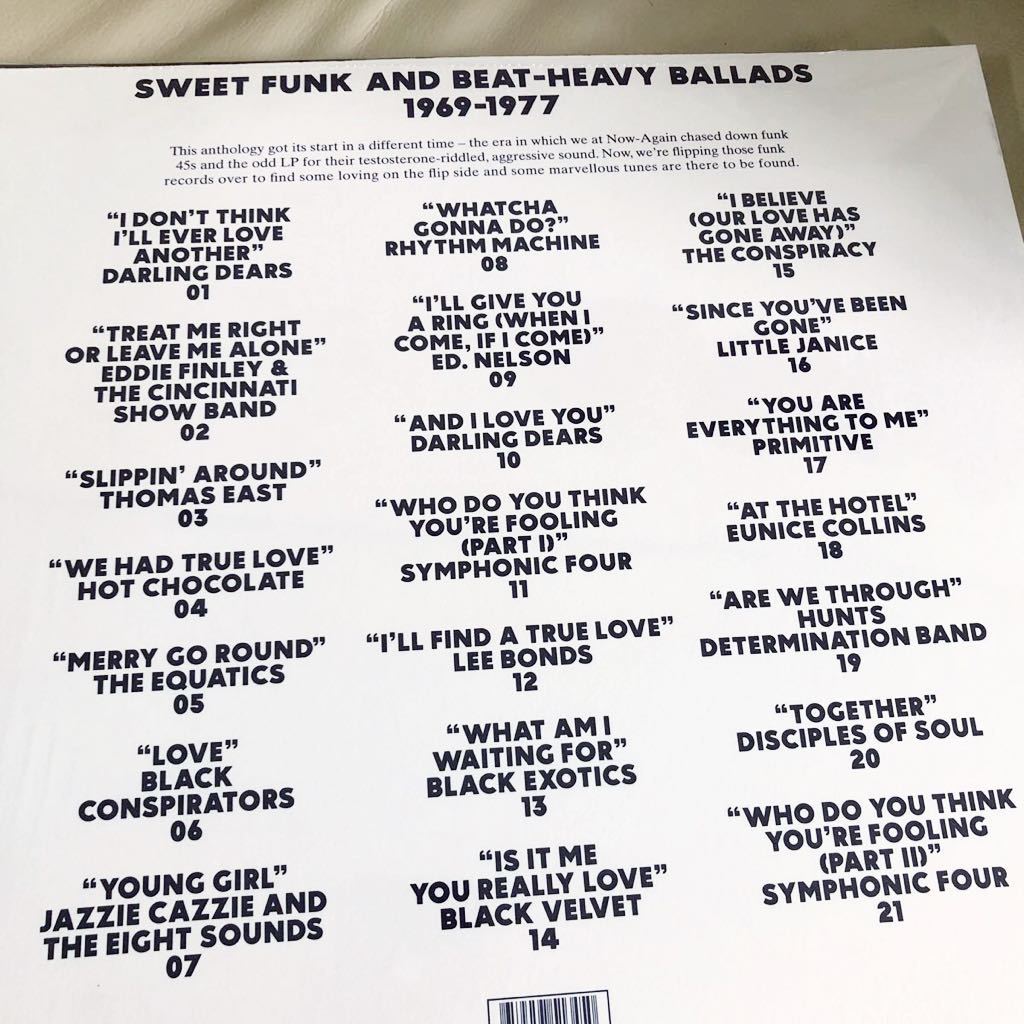 SWEET FUNK AND BEAT-HEAVY BALLADS
1969-1977
This anthology got its start in a different time – the era in which we at Now-Again chased down funk
45s and the odd LP for their testosterone-riddled, aggressive sound. Now, we're flipping those funk
records over to find some loving on the flip side and some marvellous tunes are there to be found.
“I DON'T THINK
I'LL EVER LOVE
ANOTHER”
DARLING DEARS
01
“TREAT ME RIGHT
OR LEAVE ME ALONE”
EDDIE FINLEY &
THE CINCINNATI
SHOW BAND
02
“SLIPPIN' AROUND”
THOMAS EAST
03
“WE HAD TRUE LOVE”
HOT CHOCOLATE
04
“MERRY GO ROUND”
THE EQUATICS
05
“LOVE”
BLACK
CONSPIRATORS
06
“YOUNG GIRL”
JAZZIE CAZZIE AND
THE EIGHT SOUNDS
07
“WHATCHA
GONNA DO?”
RHYTHM MACHINE
08
“I'LL GIVE YOU
A RING (WHEN I
COME, IF I COME)”
ED. NELSON
09
“AND I LOVE YOU”
DARLING DEARS
10
“WHO DO YOU THINK
YOU'RE FOOLING
(PART I)”
SYMPHONIC FOUR
11
“I'LL FIND A TRUE LOVE”
LEE BONDS
12
“WHAT AM I
WAITING FOR”
BLACK EXOTICS
13
“IS IT ME
YOU REALLY LOVE”
BLACK VELVET
14
“I BELIEVE
(OUR LOVE HAS
GONE AWAY)”
THE CONSPIRACY
15
“SINCE YOU'VE BEEN
GONE”
LITTLE JANICE
16
“YOU ARE
EVERYTHING TO ME”
PRIMITIVE
17
“AT THE HOTEL”
EUNICE COLLINS
18
“ARE WE THROUGH”
HUNTS
DETERMINATION BAND
19
“TOGETHER”
DISCIPLES OF SOUL
20
“WHO DO YOU THINK
YOU'RE FOOLING
(PART II)”
SYMPHONIC FOUR
21